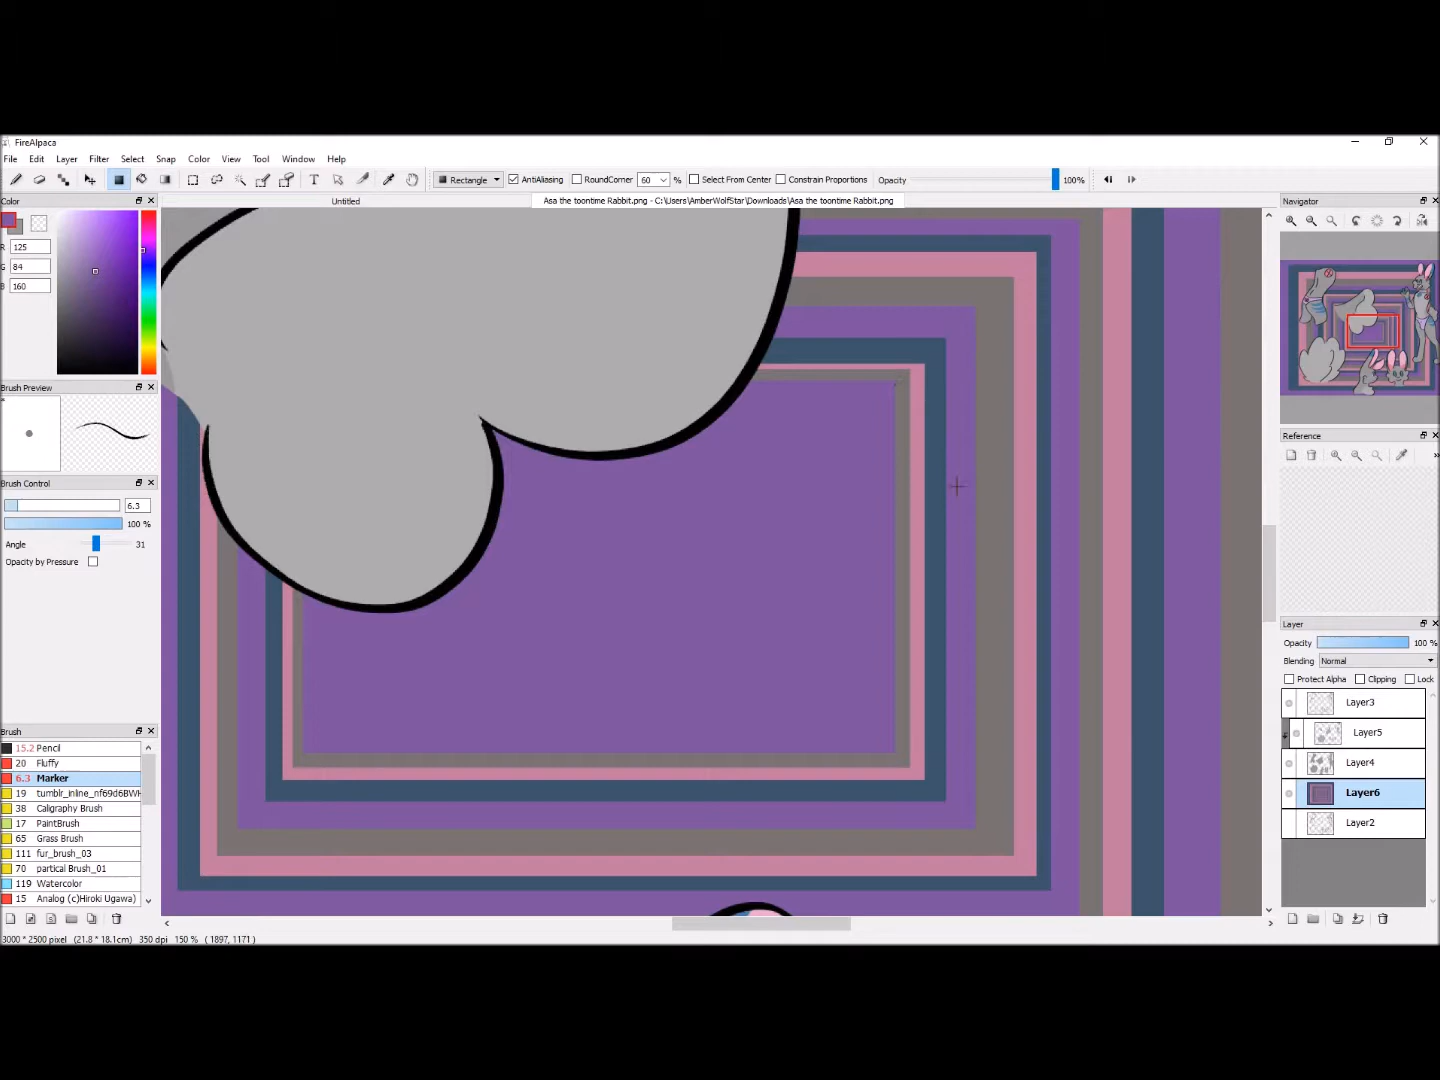 FireAlpaca
File Edit Layer Filter Select Snap Color View Tool Window Help
Rectangle AntiAliasing RoundCorner 60 % Select From Center Constrain Proportions Opacity 100%
Color
Untitled
Asa the toontime Rabbit.png - C:\Users\AmberWolfStar\Downloads\Asa the toontime Rabbit.png
Navigator
R 125
G 84
B 160
Brush Preview
Brush Control
6.3
100 %
Angle 31
Opacity by Pressure
Brush
15.2 Pencil
20 Fluffy
6.3 Marker
19 tumblr_inline_nf69d6BWH
38 Caligraphy Brush
17 PaintBrush
65 Grass Brush
111 fur_brush_03
70 partical Brush_01
119 Watercolor
15 Analog (c)Hiroki Ugawa)
Reference
Layer
Opacity 100 %
Blending Normal
Protect Alpha Clipping Lock
Layer3
Layer5
Layer4
Layer6
Layer2
3000 * 2500 pixel (21.8 * 18.1cm) 350 dpi 150 % ( 1897, 1171 )